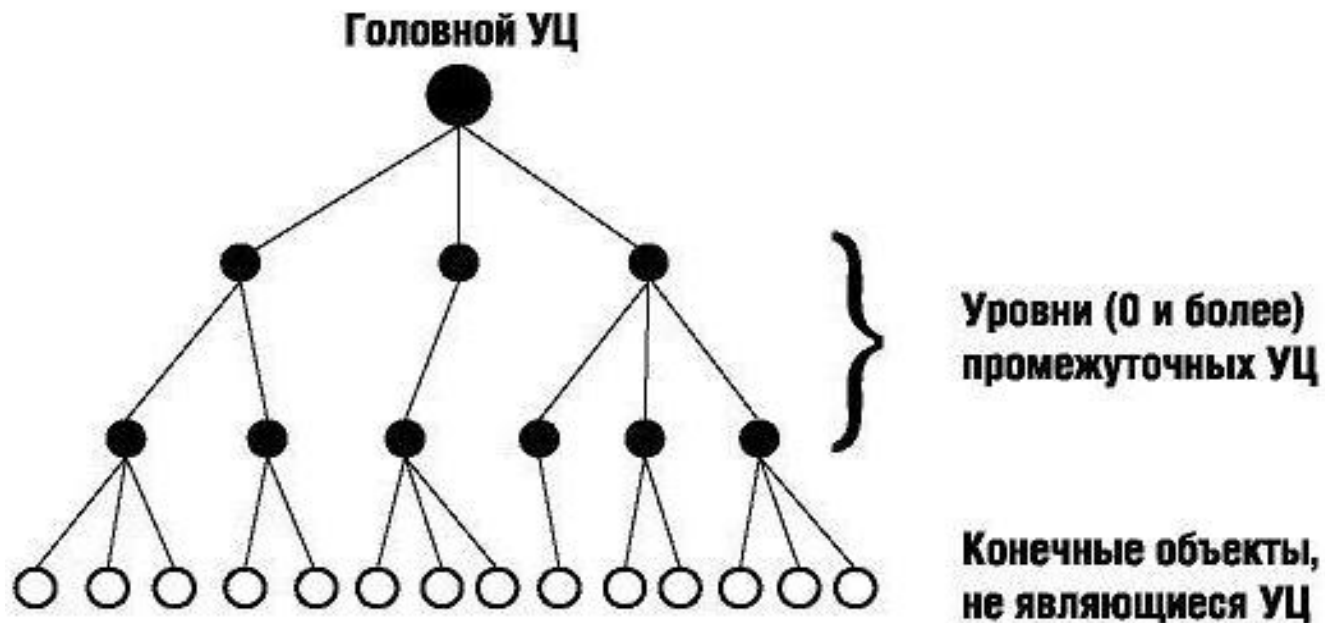 Головной УЦ
Уровни (0 и более)
промежуточных УЦ
Конечные объекты,
не являющиеся УЦ